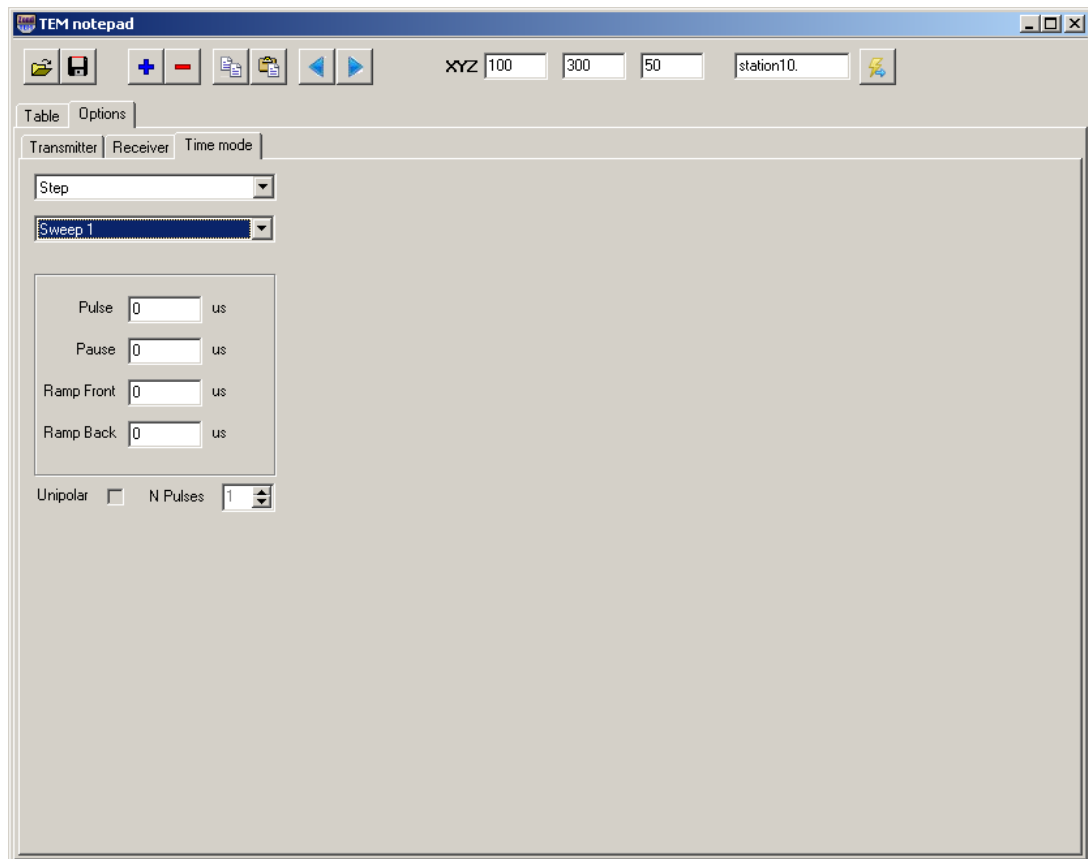 TEM notepad
XYZ 100 300 50 station10.
Table Options
Transmitter Receiver Time mode
Step
Sweep 1
Pulse 0 us
Pause 0 us
Ramp Front 0 us
Ramp Back 0 us
Unipolar N Pulses 1